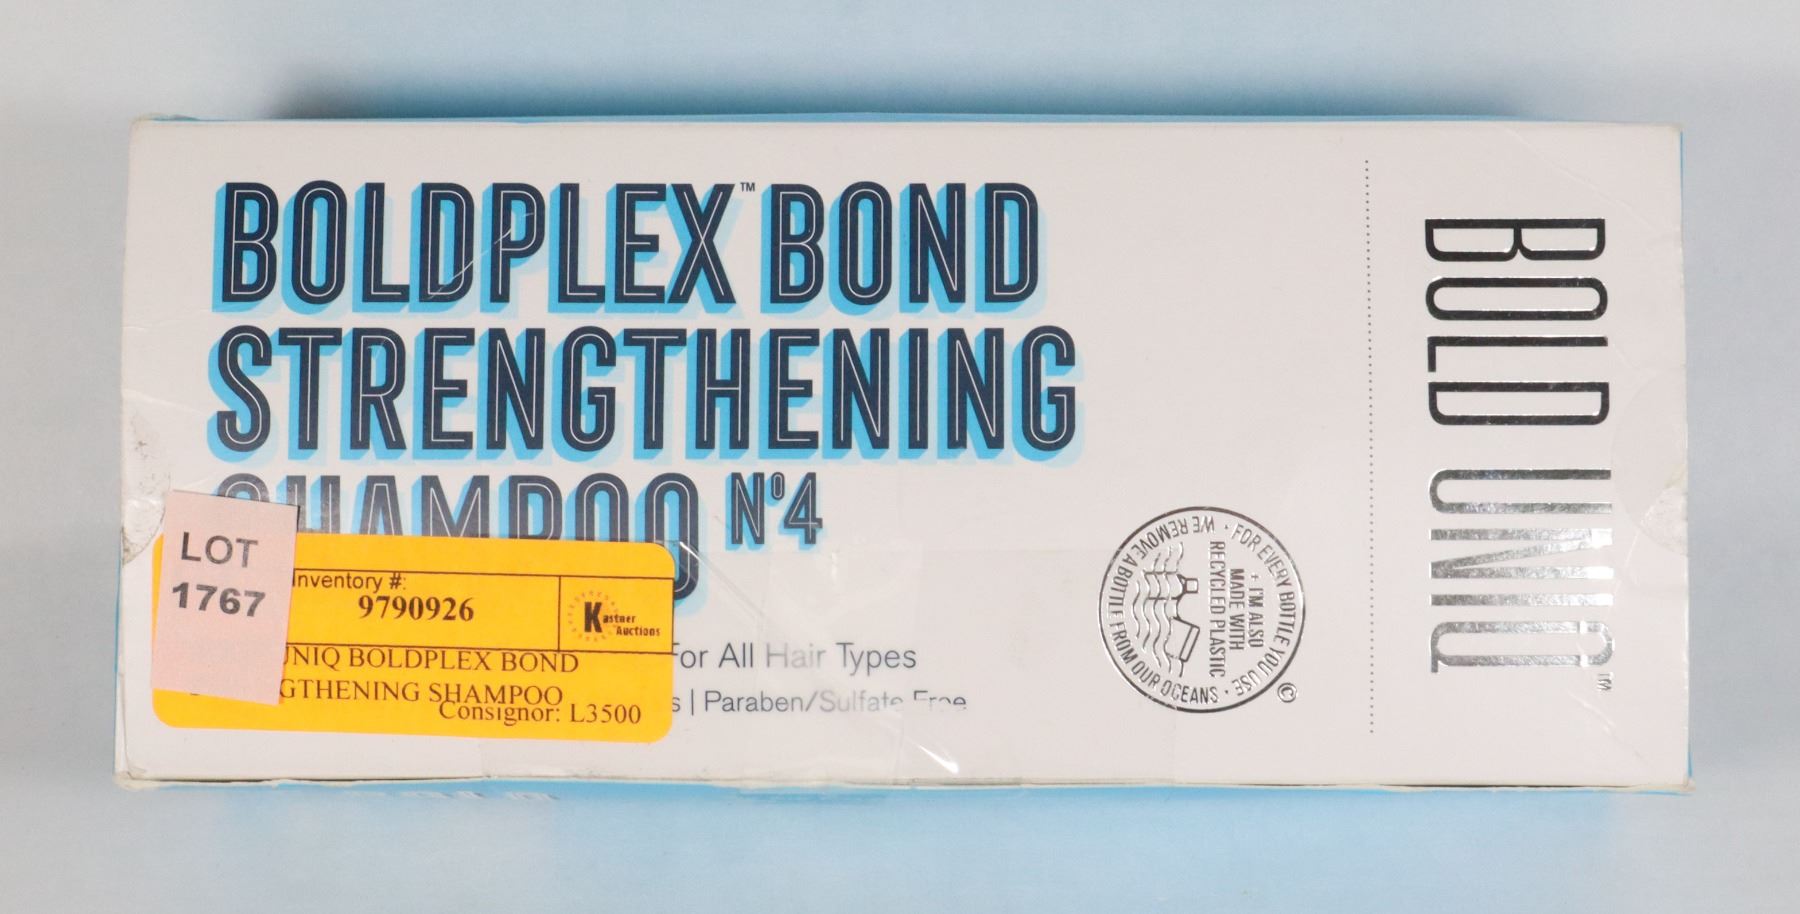 BOLDPLEX™ BOND
STRENGTHENING
SHAMPOO Nº4
LOT
1767
Inventory #:
9790926
Kastner
Auctions
UNIQ BOLDPLEX BOND
GTHENING SHAMPOO
Consignor: L3500
For All Hair Types
s | Paraben/Sulfate Free
WE REMOVE A BOTTLE FROM OUR OCEANS • FOR EVERY BOTTLE YOU USE •
+ I'M ALSO
MADE WITH
RECYCLED PLASTIC
©
BOLD UNIQ™